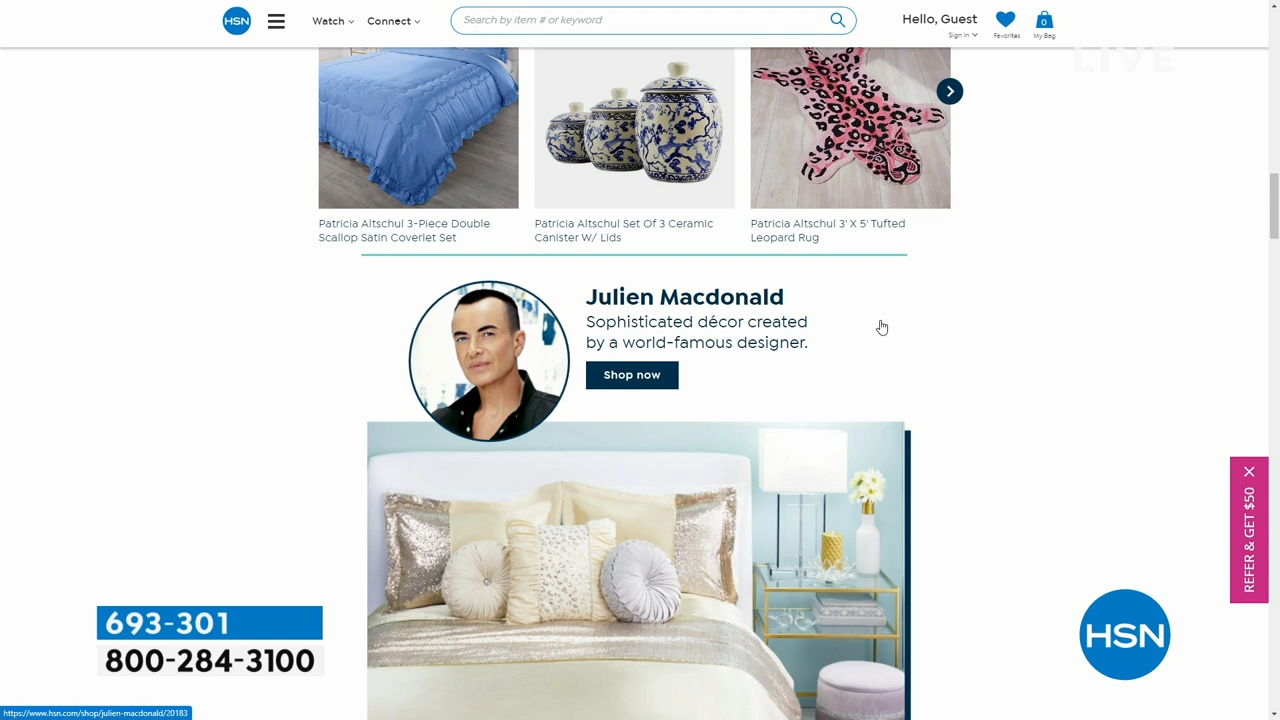 HSN
Watch
Connect
Search by item # or keyword
Hello, Guest
Sign In
Favorites
0
My Bag
LIVE
Patricia Altschul 3-Piece Double
Scallop Satin Coverlet Set
Patricia Altschul Set Of 3 Ceramic
Canister W/ Lids
Patricia Altschul 3' X 5' Tufted
Leopard Rug
Julien Macdonald
Sophisticated décor created
by a world-famous designer.
Shop now
REFER & GET $50
693-301
800-284-3100
HSN
https://www.hsn.com/shop/julien-macdonald/20183